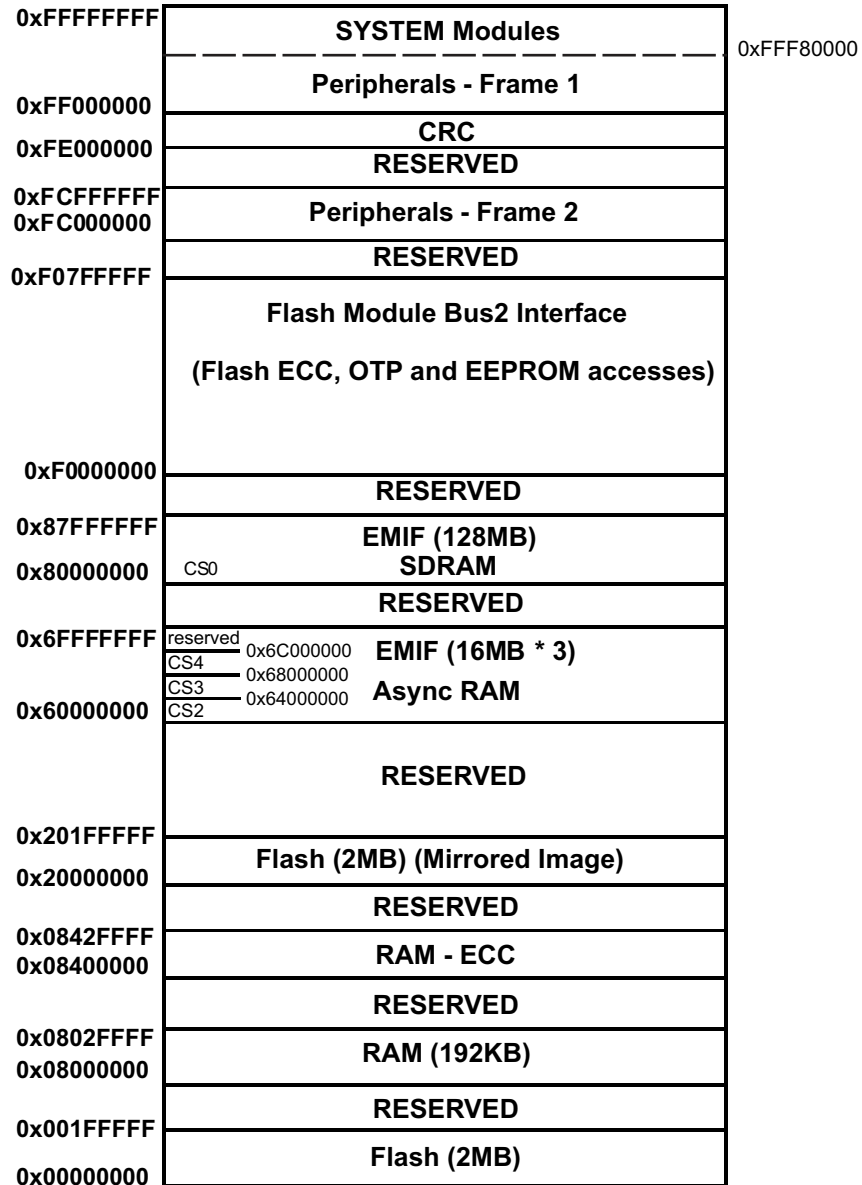 0xFFFFFFFF
SYSTEM Modules
0xFFF80000
Peripherals - Frame 1
0xFF000000
CRC
0xFE000000
RESERVED
0xFCFFFFFF
Peripherals - Frame 2
0xFC000000
RESERVED
0xF07FFFFF
Flash Module Bus2 Interface
(Flash ECC, OTP and EEPROM accesses)
0xF0000000
RESERVED
0x87FFFFFF
EMIF (128MB)
0x80000000
CS0
SDRAM
RESERVED
0x6FFFFFFF
reserved
0x6C000000
EMIF (16MB * 3)
CS4
0x68000000
CS3
0x64000000
Async RAM
0x60000000
CS2
RESERVED
0x201FFFFF
Flash (2MB) (Mirrored Image)
0x20000000
RESERVED
0x0842FFFF
RAM - ECC
0x08400000
RESERVED
0x0802FFFF
RAM (192KB)
0x08000000
RESERVED
0x001FFFFF
Flash (2MB)
0x00000000